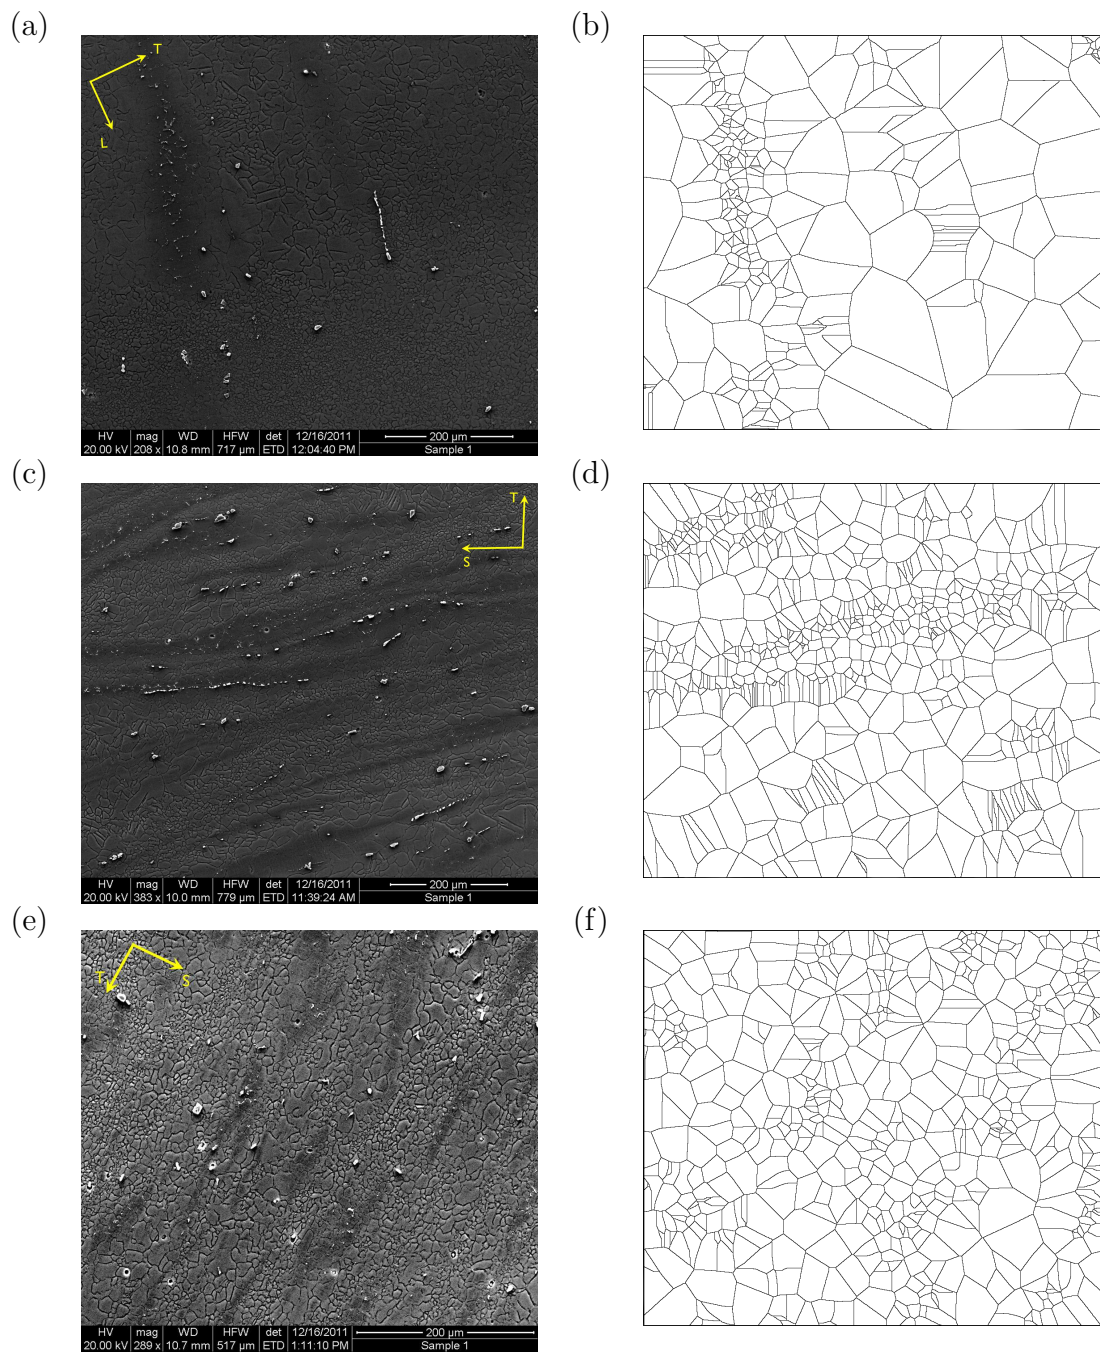 (a)
(b)
T
L
HV mag WD HFW det 12/16/2011 200 µm
20.00 kV 208 x 10.8 mm 717 µm ETD 12:04:40 PM Sample 1
(c)
(d)
T
S
HV mag WD HFW det 12/16/2011 200 µm
20.00 kV 383 x 10.0 mm 779 µm ETD 11:39:24 AM Sample 1
(e)
(f)
T
S
HV mag WD HFW det 12/16/2011 200 µm
20.00 kV 289 x 10.7 mm 517 µm ETD 1:11:10 PM Sample 1